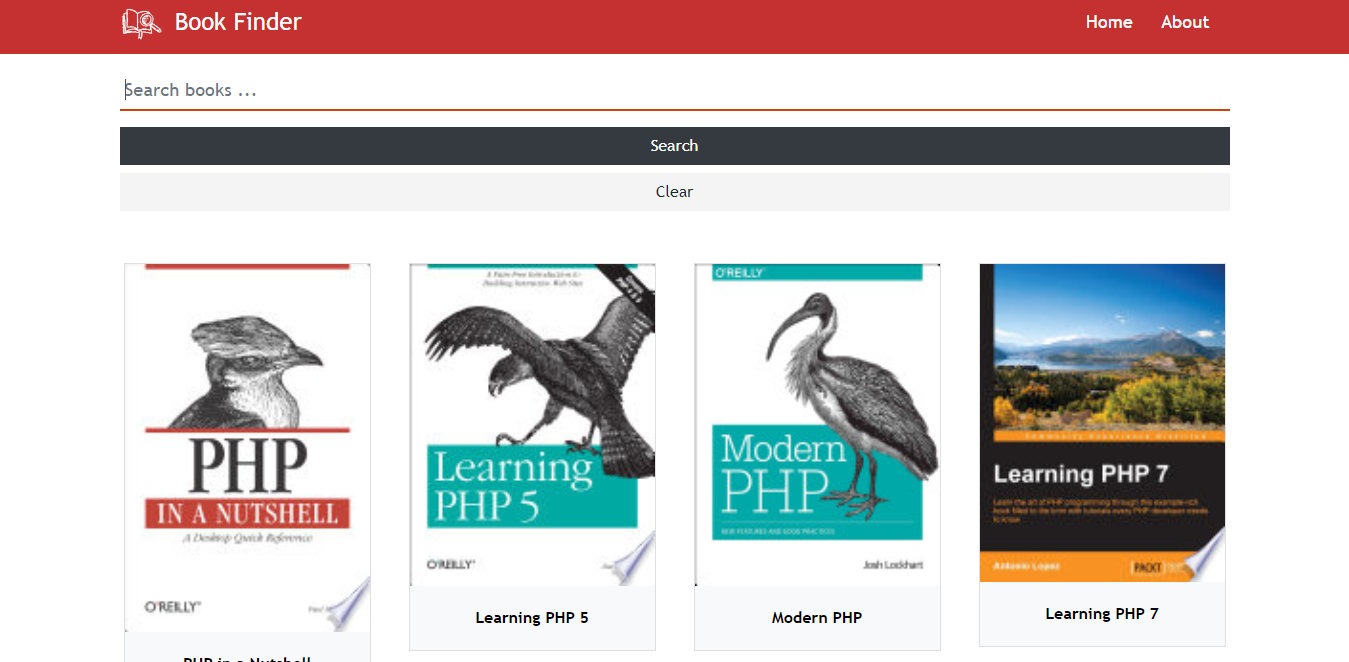 Book Finder
Home
About
Search books ...
Search
Clear
PHP
IN A NUTSHELL
A Desktop Quick Reference
O'REILLY
PHP in a Nutshell
A Pain-Free Introduction to
Building Interactive Web Sites
Learning
PHP 5
O'REILLY
Learning PHP 5
O'REILLY
Modern
PHP
NEW FEATURES AND GOOD PRACTICES
Josh Lockhart
Modern PHP
Community Experience Distilled
Learning PHP 7
Learn the art of PHP programming through this example-rich
book filled to the brim with tutorials every PHP developer needs
to know
Antonio Lopez
PACKT
Learning PHP 7